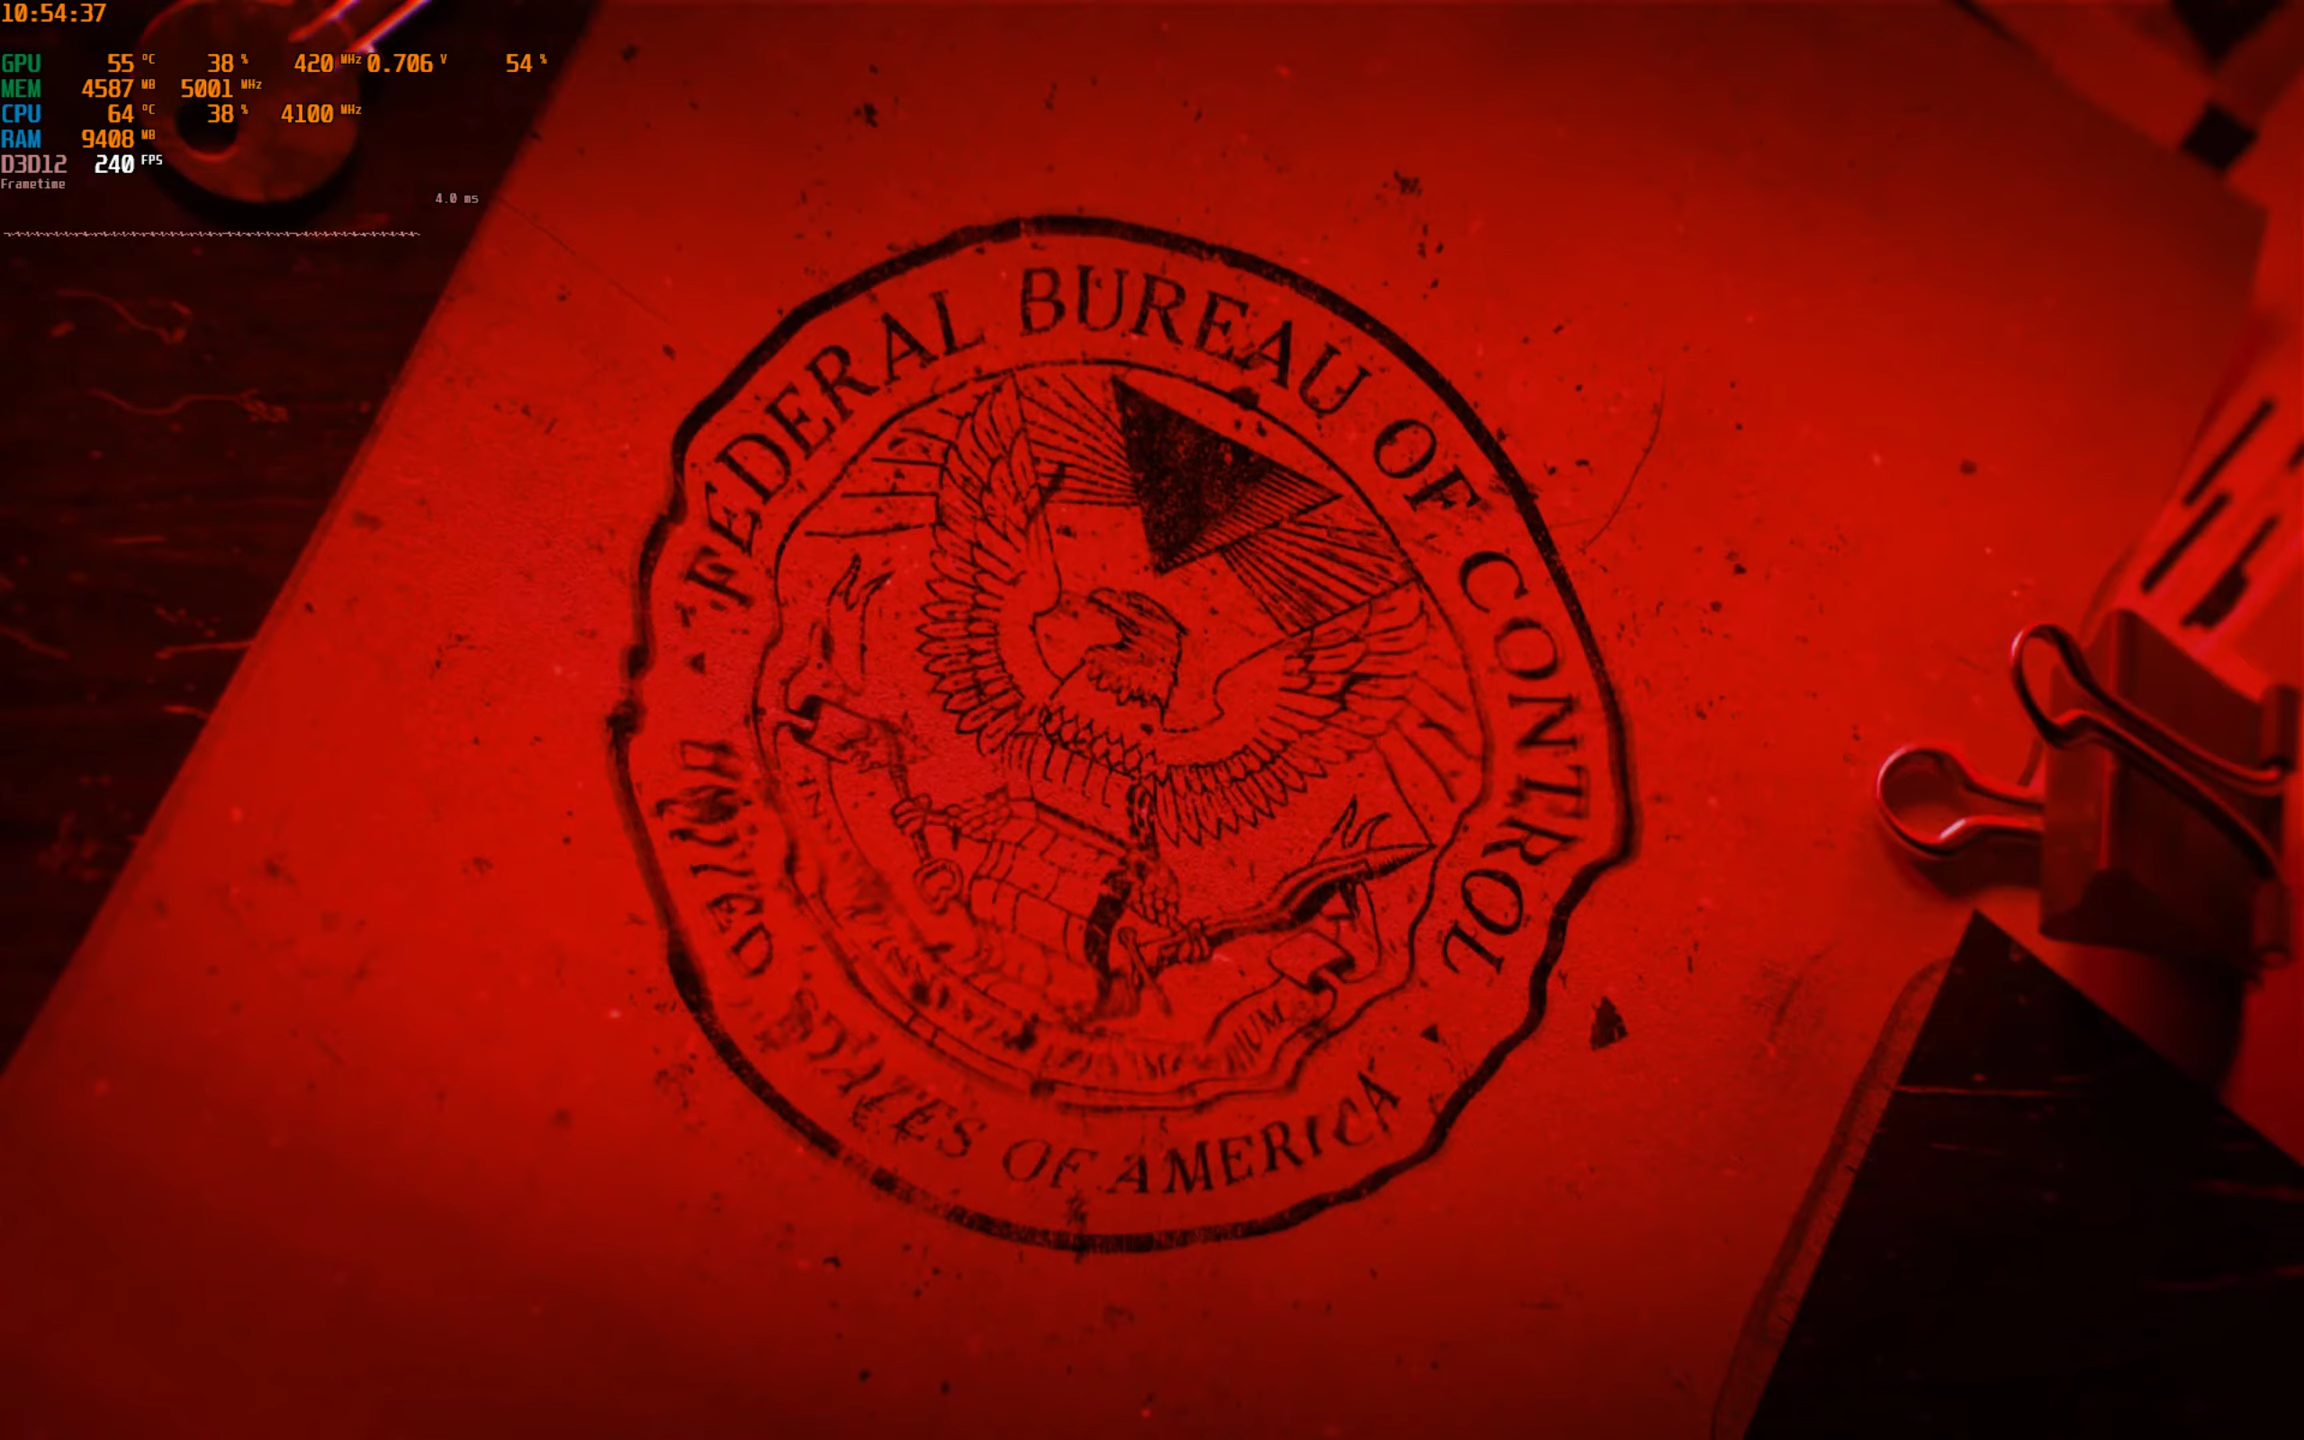 10:54:37
GPU 55 °C 38 % 420 MHz 0.706 V 54 %
MEM 4587 MB 5001 MHz
CPU 64 °C 38 % 4100 MHz
RAM 9408 MB
D3D12 240 FPS
Frametime
4.0 ms
FEDERAL BUREAU OF CONTROL
STATES OF AMERICA